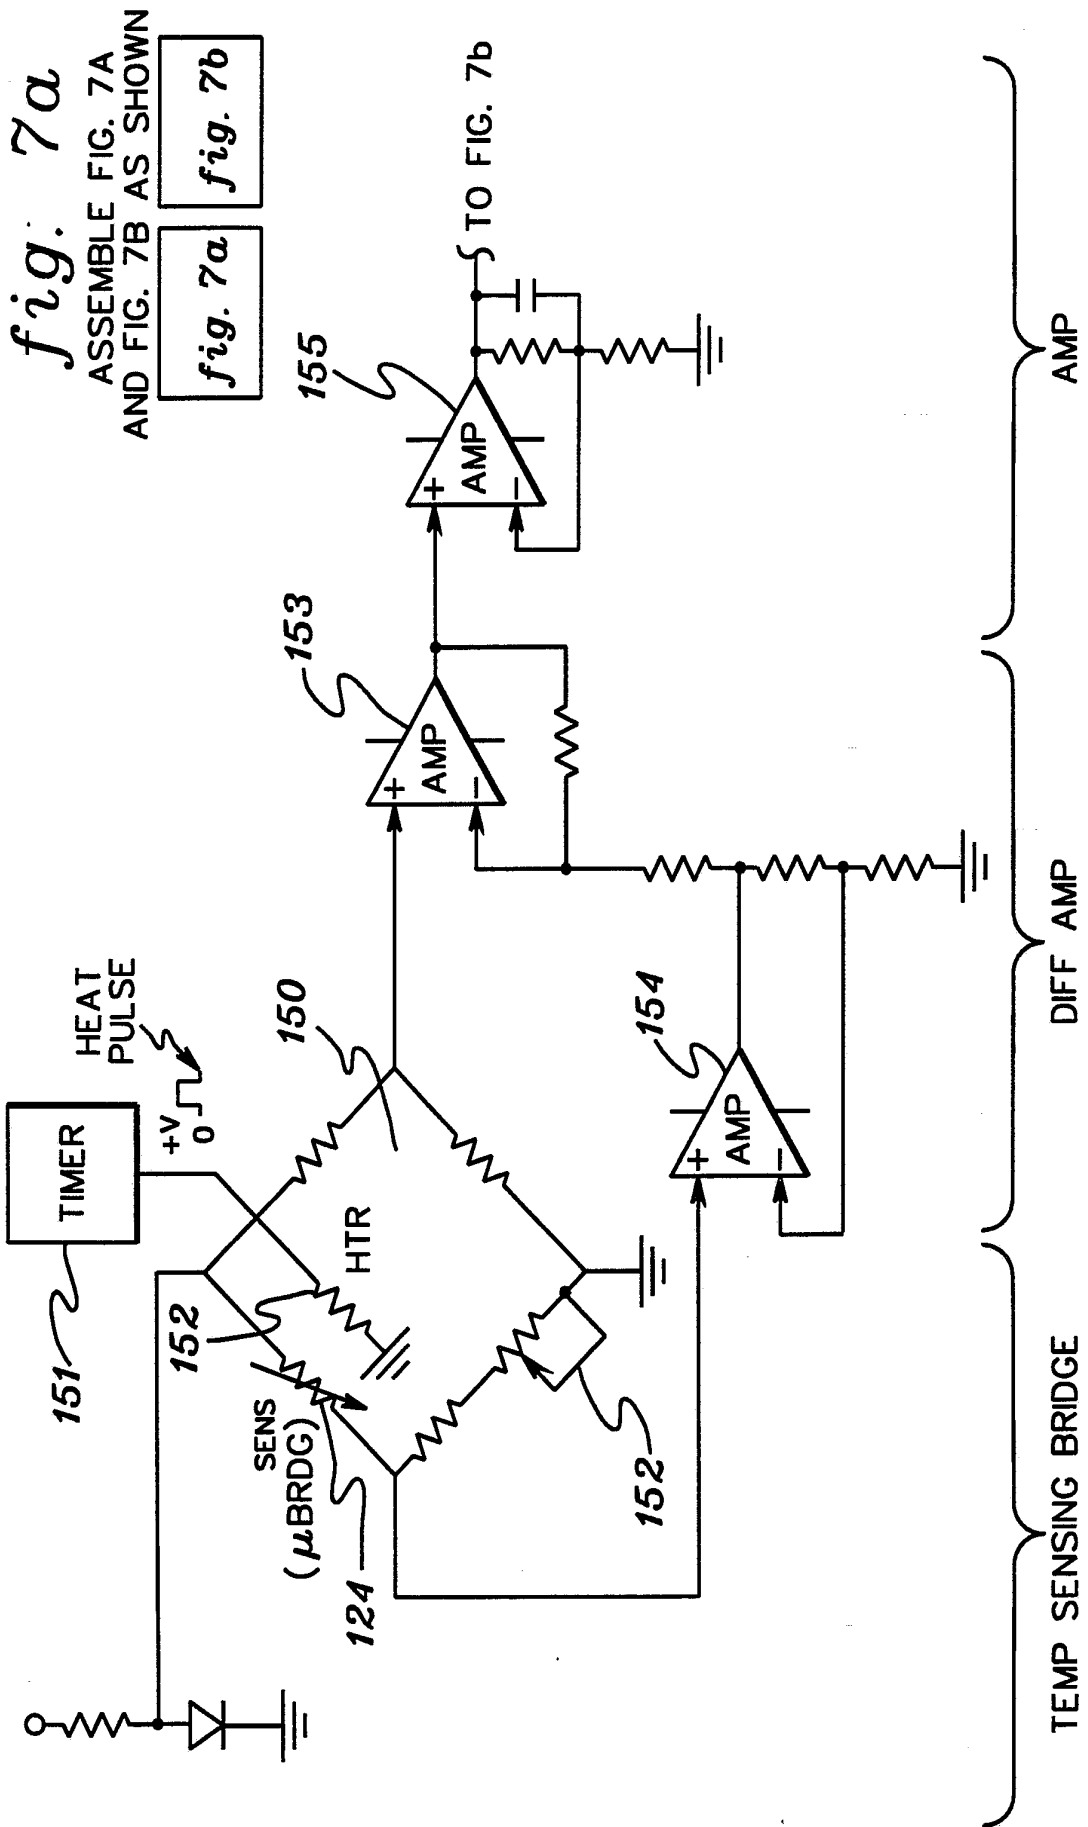 fig. 7a
ASSEMBLE FIG. 7A
AND FIG. 7B AS SHOWN
fig. 7a
fig. 7b
TIMER
151
HEAT
PULSE
+V
0
152
HTR
150
SENS
(μBRDG)
124
152
+
-
AMP
153
+
-
AMP
154
+
-
AMP
155
TO FIG. 7b
TEMP SENSING BRIDGE
DIFF AMP
AMP